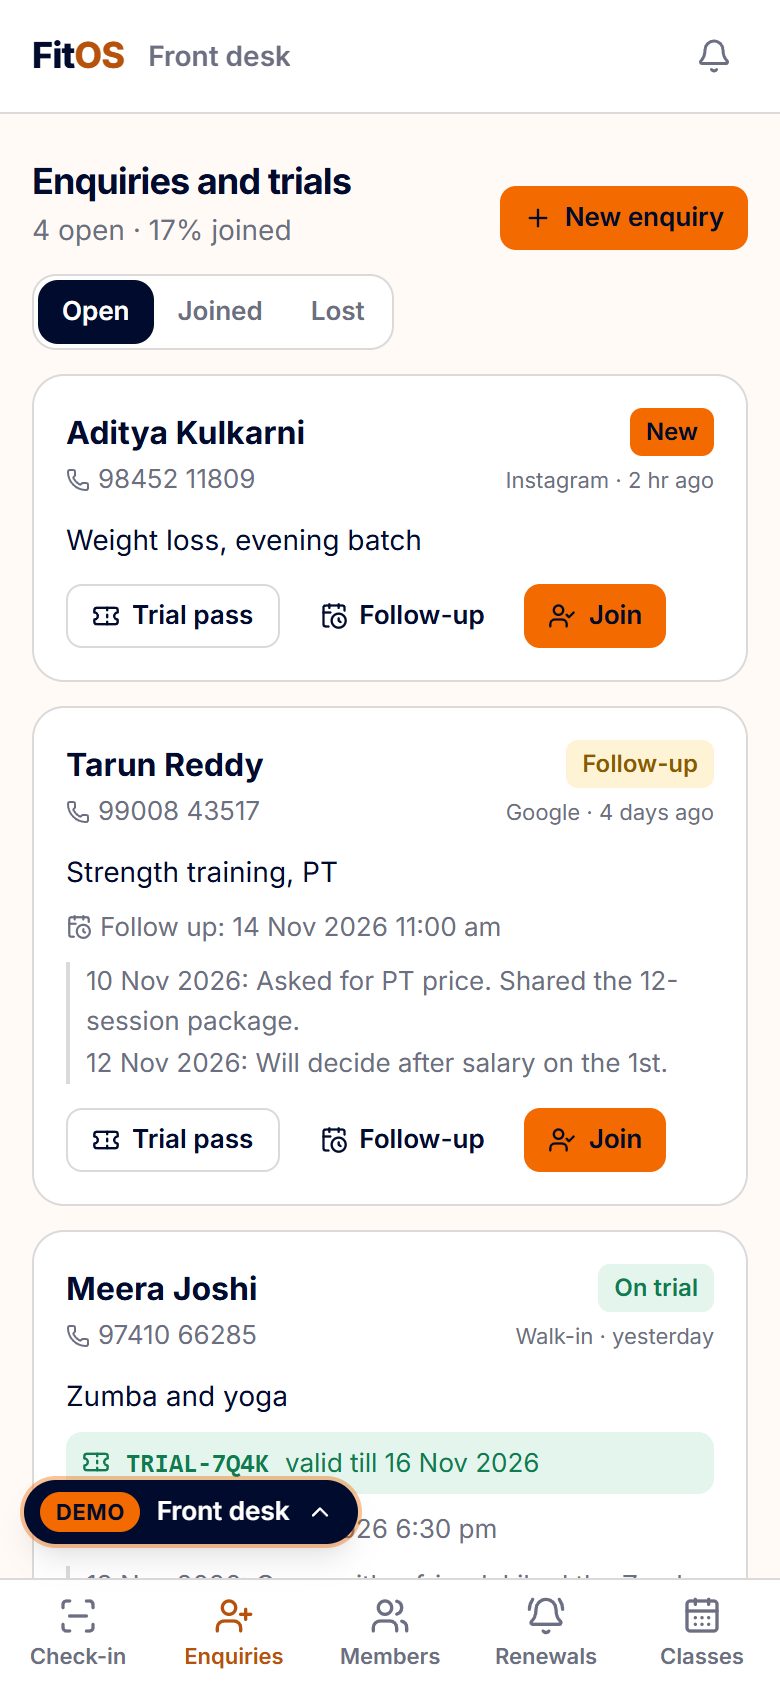 FitOS Front desk
Enquiries and trials
4 open · 17% joined
+ New enquiry
Open Joined Lost
Aditya Kulkarni New
98452 11809 Instagram · 2 hr ago
Weight loss, evening batch
Trial pass Follow-up Join
Tarun Reddy Follow-up
99008 43517 Google · 4 days ago
Strength training, PT
Follow up: 14 Nov 2026 11:00 am
10 Nov 2026: Asked for PT price. Shared the 12-
session package.
12 Nov 2026: Will decide after salary on the 1st.
Trial pass Follow-up Join
Meera Joshi On trial
97410 66285 Walk-in · yesterday
Zumba and yoga
TRIAL-7Q4K valid till 16 Nov 2026
6:30 pm
DEMO Front desk
Check-in Enquiries Members Renewals Classes